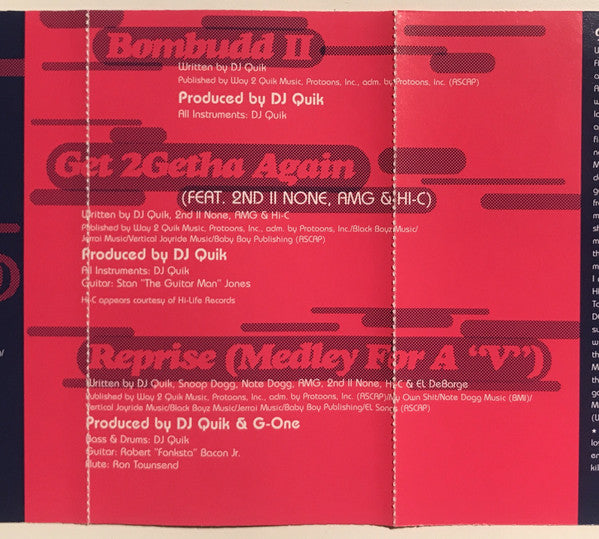 Bombudd II
Written by DJ Quik
Published by Way 2 Quik Music, Protoons, Inc., adm. by Protoons, Inc. (ASCAP)
Produced by DJ Quik
All Instruments: DJ Quik
Get 2Getha Again
(FEAT. 2ND II NONE, AMG & HI-C)
Written by DJ Quik, 2nd II None, AMG & Hi-C
Published by Way 2 Quik Music, Protoons, Inc., adm. by Protoons, Inc./Black Boyz Music/
Jerrai Music/Vertical Joyride Music/Baby Boy Publishing (ASCAP)
Produced by DJ Quik
All Instruments: DJ Quik
Guitar: Stan "The Guitar Man" Jones
Hi-C appears courtesy of Hi-Life Records
Reprise (Medley For A "V")
Written by DJ Quik, Snoop Dogg, Nate Dogg, AMG, 2nd II None, Hi-C & EL DeBarge
Published by Way 2 Quik Music, Protoons, Inc., adm. by Protoons, Inc. (ASCAP)/My Own Shit/Nate Dogg Music (BMI)/
Vertical Joyride Music/Black Boyz Music/Jerrai Music/Baby Boy Publishing/EL Songs (ASCAP)
Produced by DJ Quik & G-One
Bass & Drums: DJ Quik
Guitar: Robert "Fonksta" Bacon Jr.
Flute: Ron Townsend